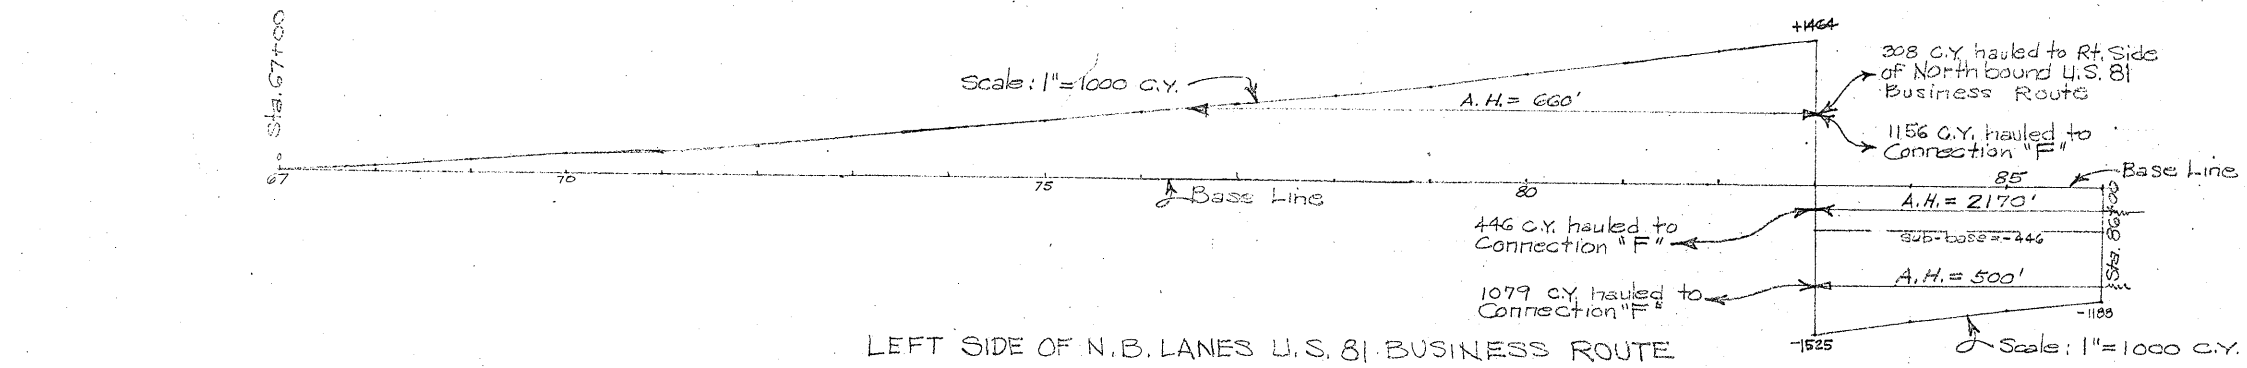 Sta. 67+00
+1464
308 C.Y. hauled to Rt. Side
of Northbound U.S. 81
Business Route
Scale: 1"=1000 C.Y.
A.H.= 660'
1156 C.Y. hauled to
Connection "F"
67
70
75
80
85
Base Line
Base Line
A.H.= 2170'
Sta. 86+00
446 C.Y. hauled to
Connection "F"
sub-base=-446
A.H.= 500'
1079 C.Y. hauled to
Connection "F"
-1188
-1525
LEFT SIDE OF N.B. LANES U.S. 81 BUSINESS ROUTE
Scale: 1"=1000 C.Y.